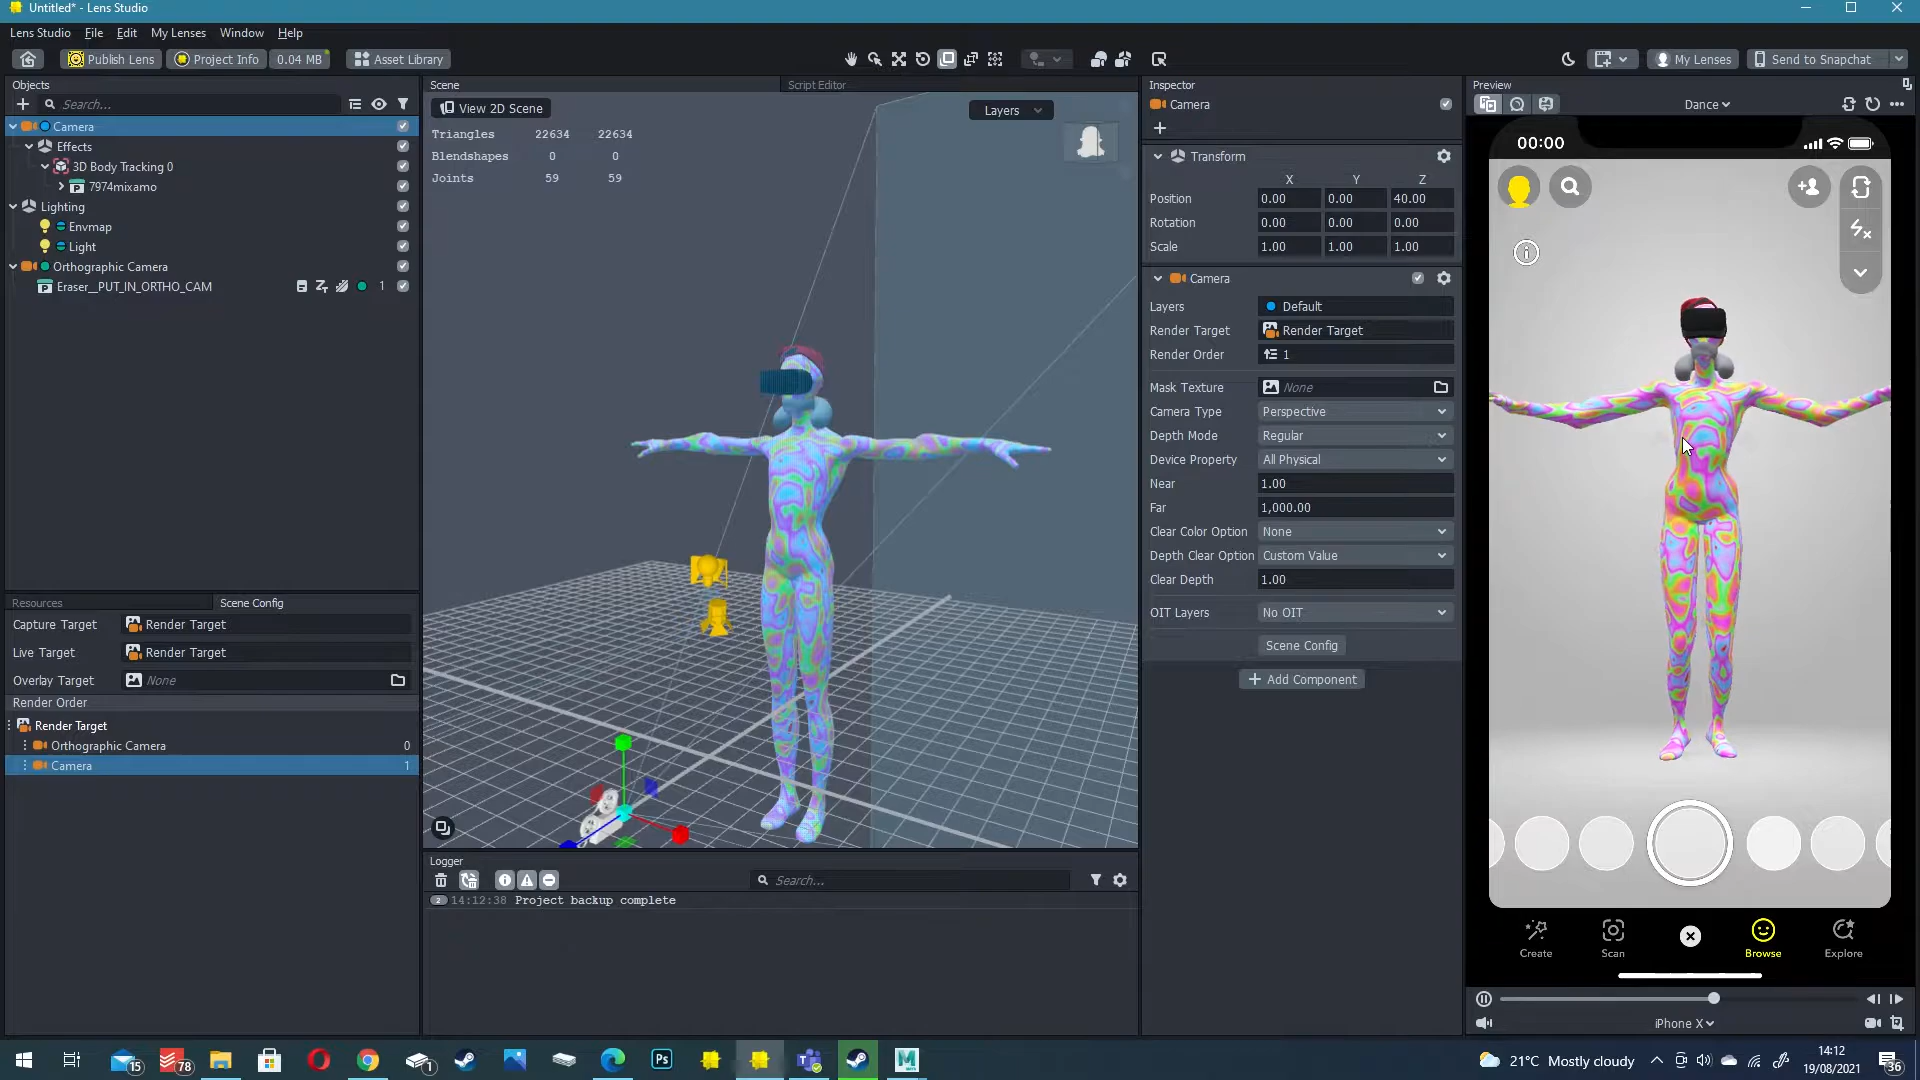 Untitled* - Lens Studio
Lens Studio File Edit My Lenses Window Help
Publish Lens Project Info 0.04 MB Asset Library
My Lenses Send to Snapchat
Objects
Search...
Camera
Effects
3D Body Tracking 0
7974mixamo
Lighting
Envmap
Light
Orthographic Camera
Eraser__PUT_IN_ORTHO_CAM 1
Resources Scene Config
Capture Target Render Target
Live Target Render Target
Overlay Target None
Render Order
Render Target
Orthographic Camera 0
Camera 1
Scene Script Editor
View 2D Scene Layers
Triangles 22634 22634
Blendshapes 0 0
Joints 59 59
Logger
Search...
2 14:12:38 Project backup complete
Inspector
Camera
Transform
X Y Z
Position 0.00 0.00 40.00
Rotation 0.00 0.00 0.00
Scale 1.00 1.00 1.00
Camera
Layers Default
Render Target Render Target
Render Order 1
Mask Texture None
Camera Type Perspective
Depth Mode Regular
Device Property All Physical
Near 1.00
Far 1,000.00
Clear Color Option None
Depth Clear Option Custom Value
Clear Depth 1.00
OIT Layers No OIT
Scene Config
+ Add Component
Preview
Dance
00:00
Create Scan Browse Explore
iPhone X
15 78 1 Ps M
21°C Mostly cloudy
14:12
19/08/2021
36